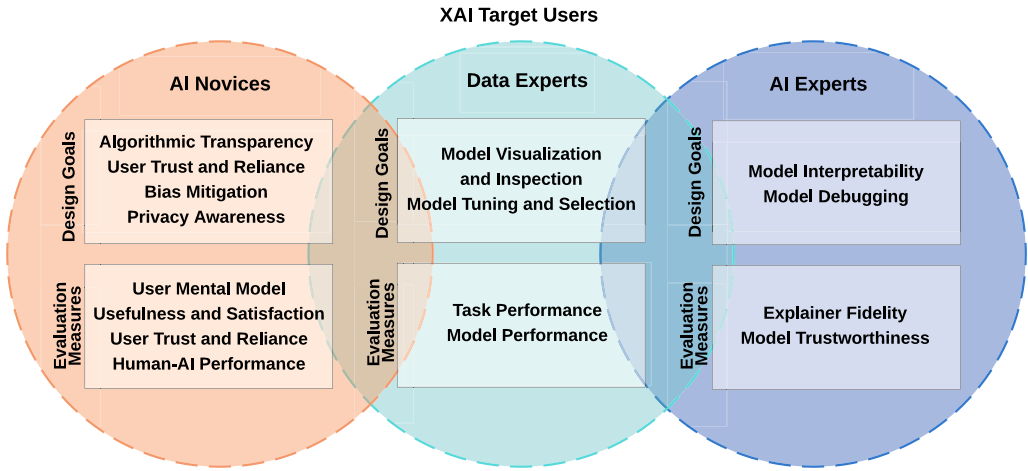 XAI Target Users
AI Novices
Design Goals
Algorithmic Transparency
User Trust and Reliance
Bias Mitigation
Privacy Awareness
Evaluation
Measures
User Mental Model
Usefulness and Satisfaction
User Trust and Reliance
Human-AI Performance
Data Experts
Design Goals
Model Visualization
and Inspection
Model Tuning and Selection
Evaluation
Measures
Task Performance
Model Performance
AI Experts
Design Goals
Model Interpretability
Model Debugging
Evaluation
Measures
Explainer Fidelity
Model Trustworthiness